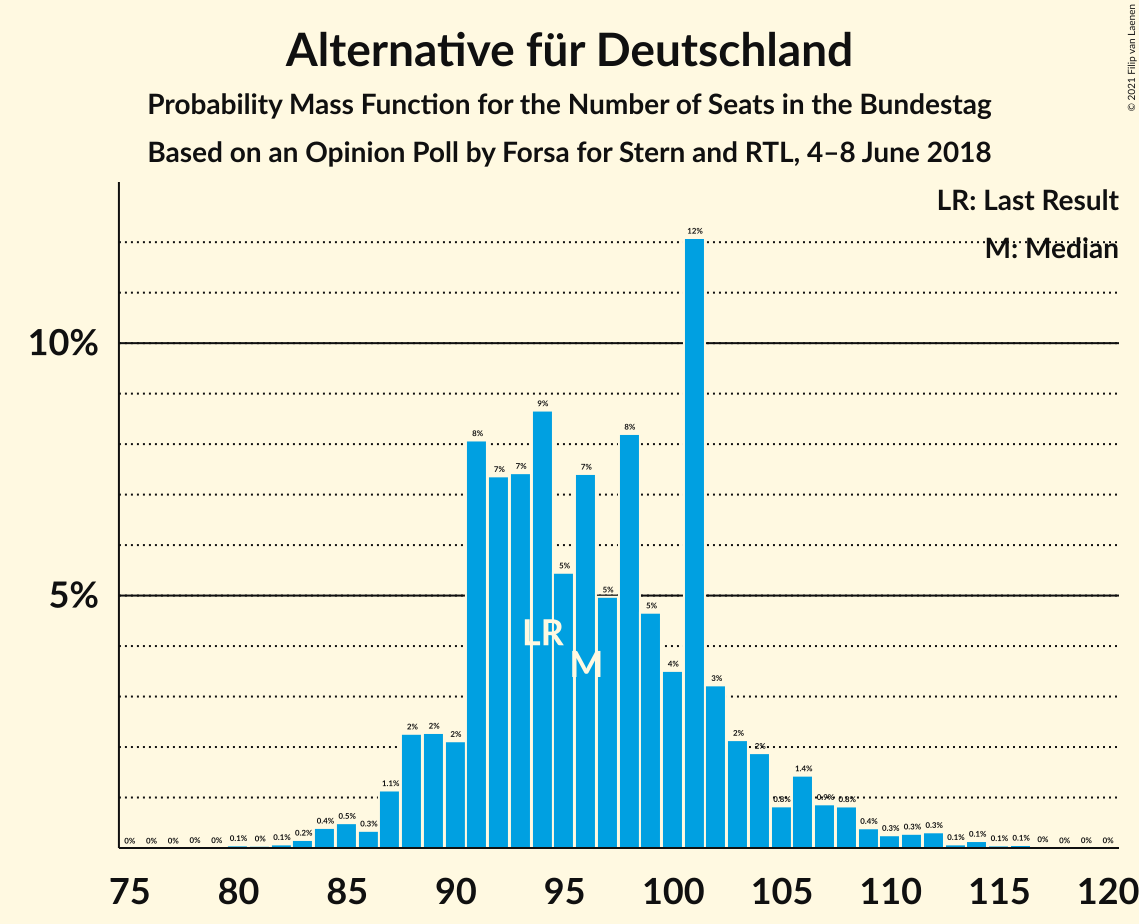 Alternative für Deutschland
Probability Mass Function for the Number of Seats in the Bundestag
Based on an Opinion Poll by Forsa for Stern and RTL, 4–8 June 2018
© 2021 Filip van Laenen
LR: Last Result
M: Median
10%
5%
0% 0% 0% 0% 0% 0.1% 0% 0.1% 0.2% 0.4% 0.5% 0.3% 1.1% 2% 2% 2% 8% 7% 7% 9% 5% 7% 5% 8% 5% 4% 12% 3% 2% 2% 0.8% 1.4% 0.9% 0.8% 0.4% 0.3% 0.3% 0.3% 0.1% 0.1% 0.1% 0.1% 0% 0% 0% 0%
LR
M
75 80 85 90 95 100 105 110 115 120